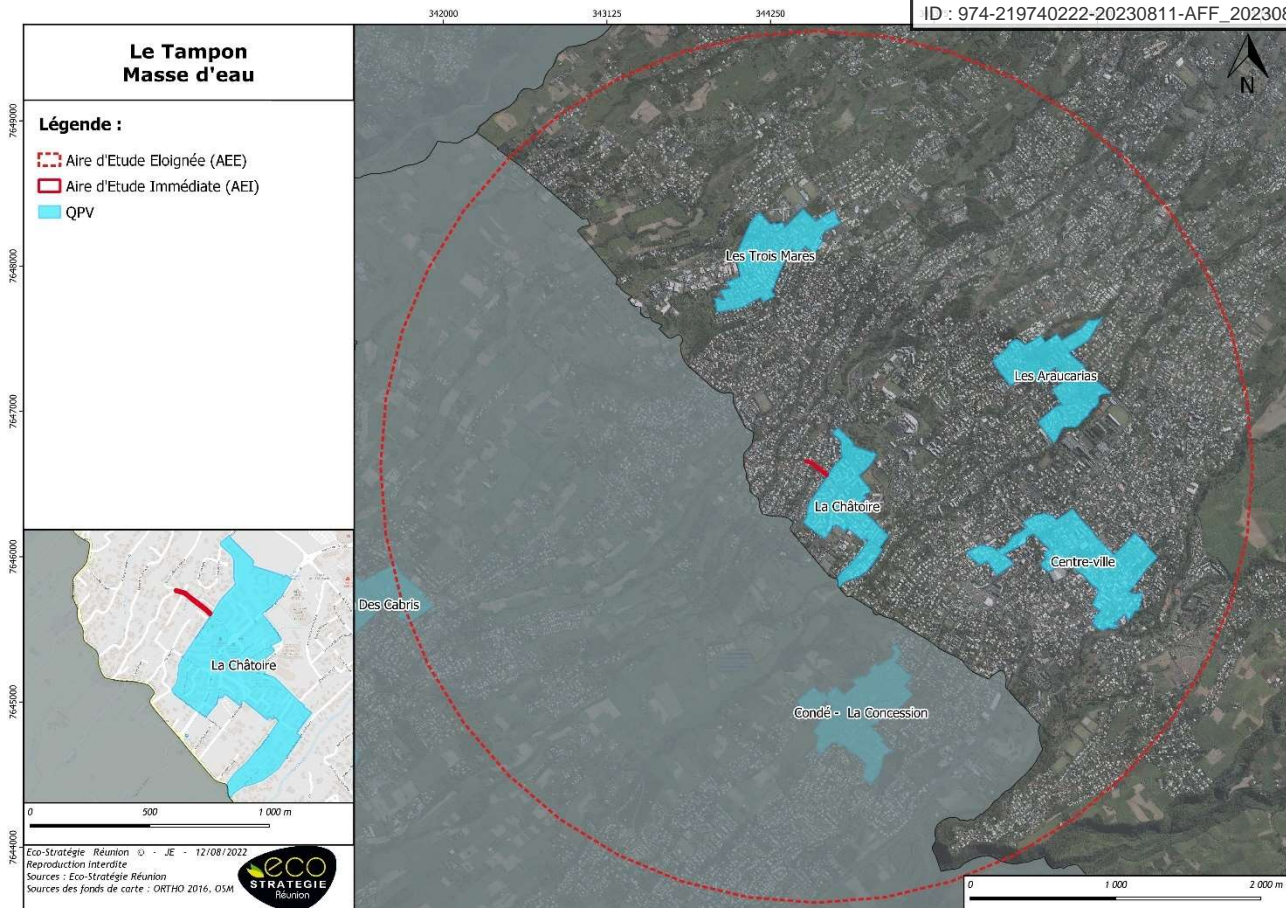 ID : 974-219740222-20230811-AFF_202308
342000
343125
344250
Le Tampon
Masse d'eau
N
7649000
Légende :
Aire d'Etude Eloignée (AEE)
Aire d'Etude Immédiate (AEI)
QPV
Les Trois Mares
7648000
Les Araucarias
7647000
La Châtoire
7646000
Centre-ville
Des Cabris
La Châtoire
7645000
Condé - La Concession
0 500 1 000 m
7644000
Eco-Stratégie Réunion © - JE - 12/08/2022
Reproduction interdite
Sources : Eco-Stratégie Réunion
Sources des fonds de carte : ORTHO 2016, OSM
eco
STRATEGIE
Réunion
0 1 000 2 000 m